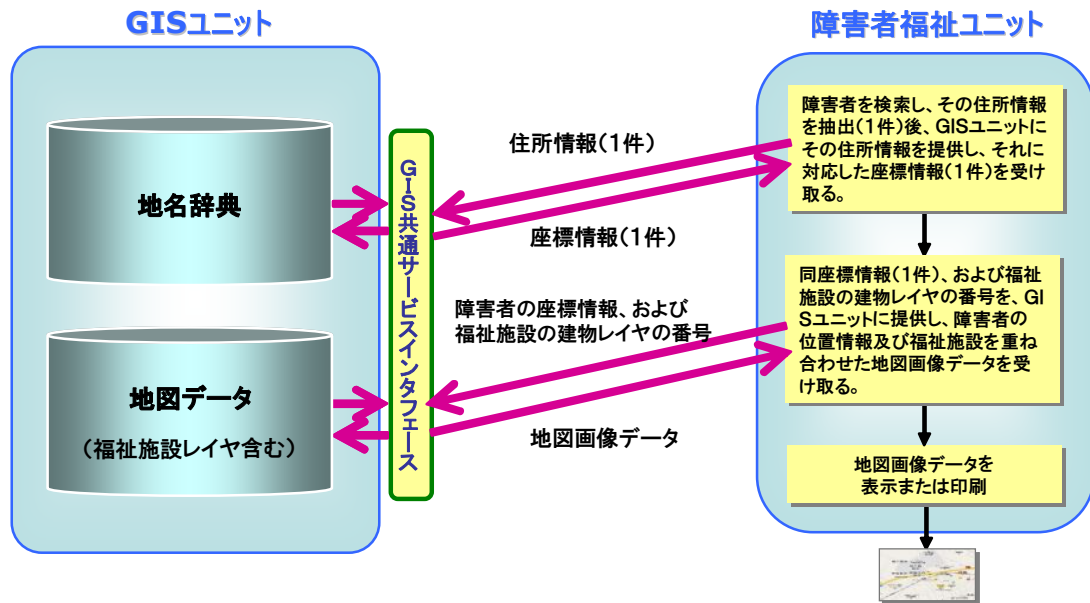 GISユニット
地名辞典
地図データ
(福祉施設レイヤ含む)
GIS共通サービスインタフェース
住所情報(1件)
座標情報(1件)
障害者の座標情報、および
福祉施設の建物レイヤの番号
地図画像データ
障害者福祉ユニット
障害者を検索し、その住所情報
を抽出(1件)後、GISユニットに
その住所情報を提供し、それに
対応した座標情報(1件)を受け
取る。
同座標情報(1件)、および福祉
施設の建物レイヤの番号を、GI
Sユニットに提供し、障害者の
位置情報及び福祉施設を重ね
合わせた地図画像データを受
け取る。
地図画像データを
表示または印刷